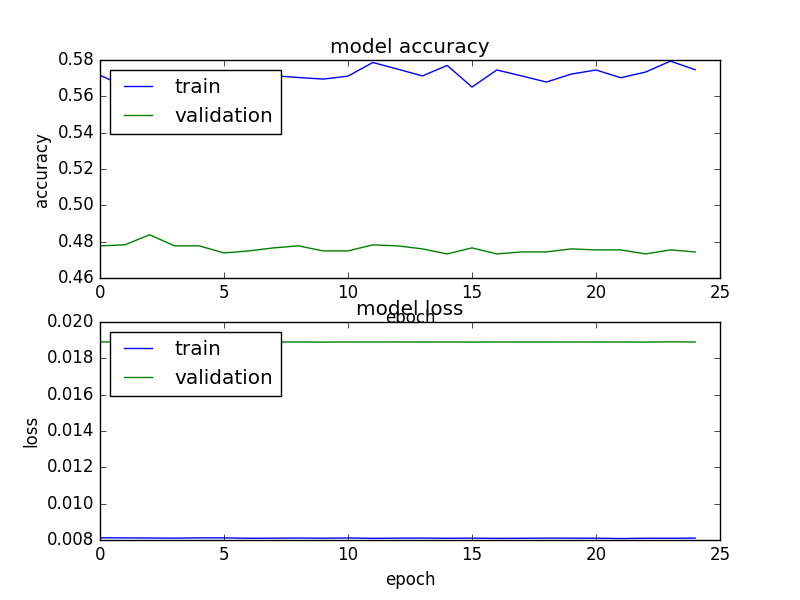 model accuracy
0.58
0.56
0.54
0.52
0.50
0.48
0.46
accuracy
train
validation
0 5 10 15 20 25
epoch
model loss
0.020
0.018
0.016
0.014
0.012
0.010
0.008
loss
train
validation
0 5 10 15 20 25
epoch